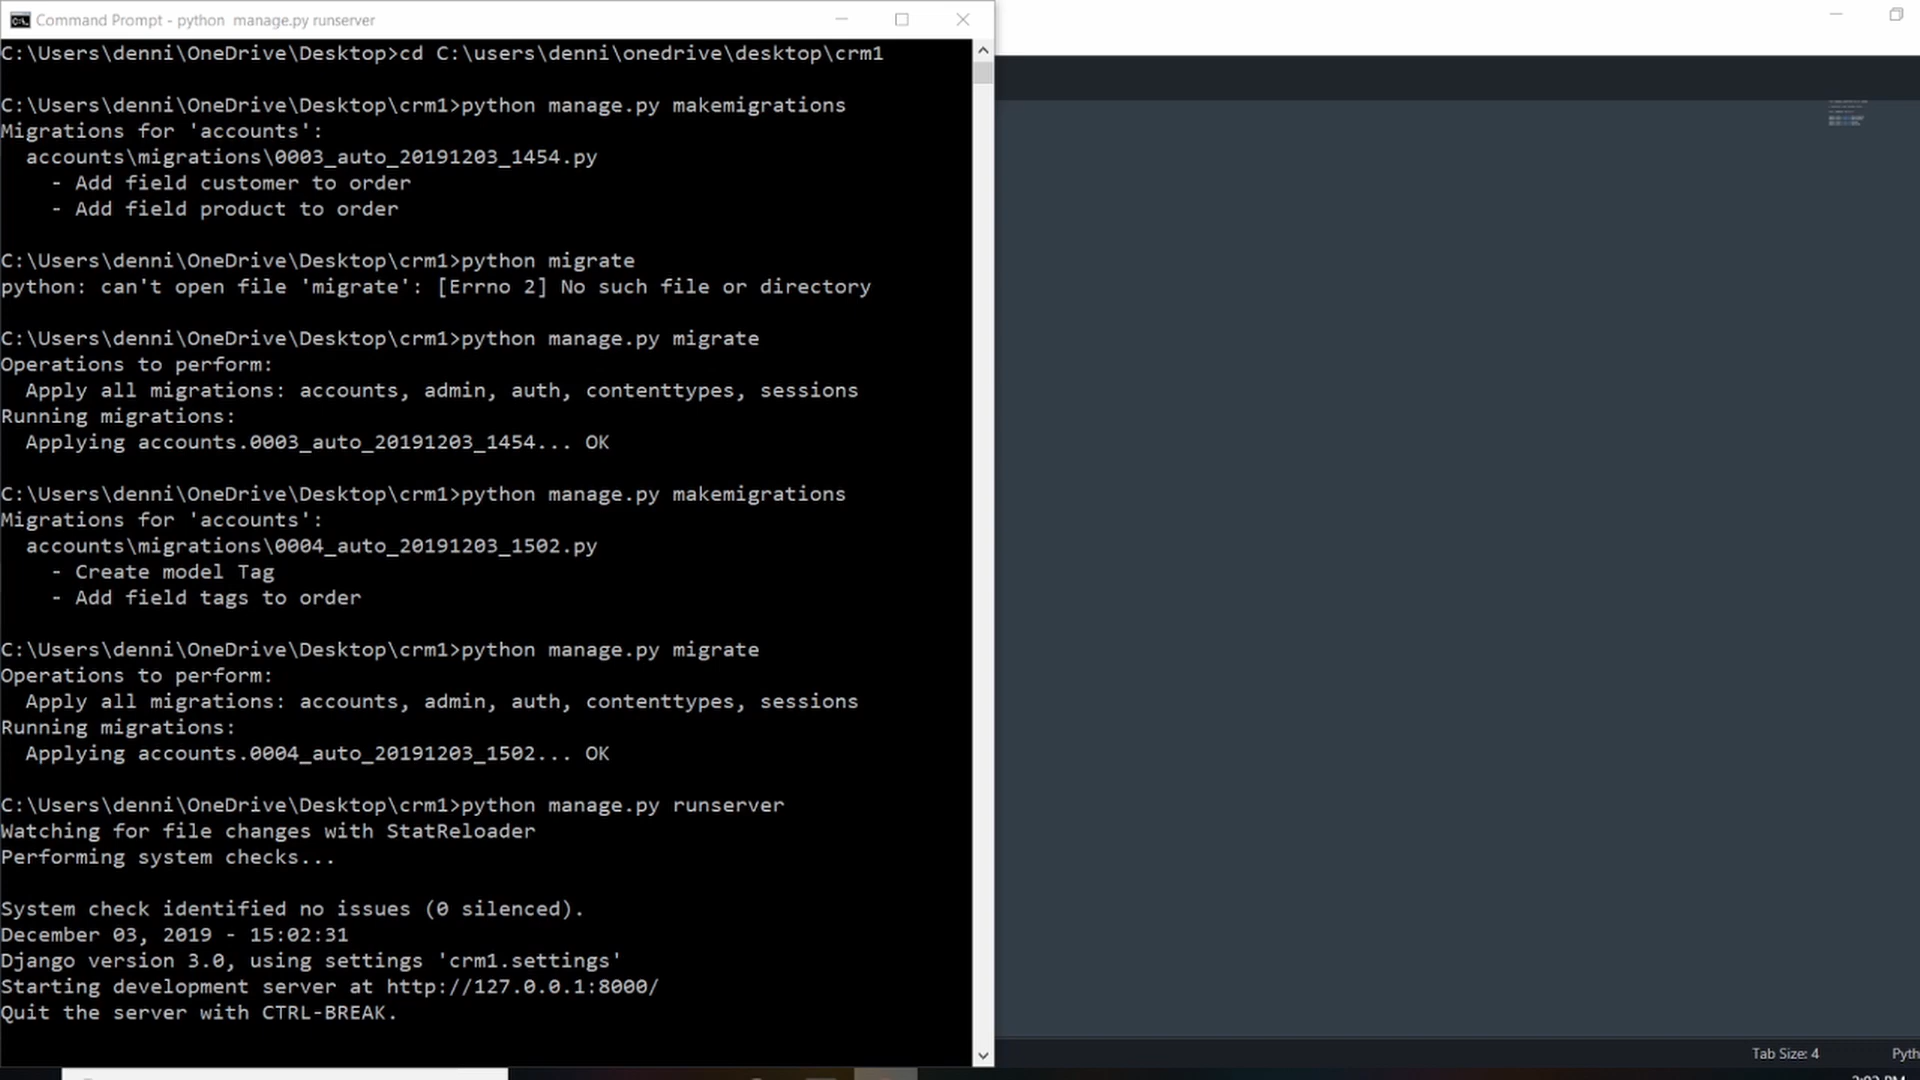 Command Prompt - python  manage.py runserver
C:\Users\denni\OneDrive\Desktop>cd C:\users\denni\onedrive\desktop\crm1
C:\Users\denni\OneDrive\Desktop\crm1>python manage.py makemigrations
Migrations for 'accounts':
  accounts\migrations\0003_auto_20191203_1454.py
    - Add field customer to order
    - Add field product to order
C:\Users\denni\OneDrive\Desktop\crm1>python migrate
python: can't open file 'migrate': [Errno 2] No such file or directory
C:\Users\denni\OneDrive\Desktop\crm1>python manage.py migrate
Operations to perform:
  Apply all migrations: accounts, admin, auth, contenttypes, sessions
Running migrations:
  Applying accounts.0003_auto_20191203_1454... OK
C:\Users\denni\OneDrive\Desktop\crm1>python manage.py makemigrations
Migrations for 'accounts':
  accounts\migrations\0004_auto_20191203_1502.py
    - Create model Tag
    - Add field tags to order
C:\Users\denni\OneDrive\Desktop\crm1>python manage.py migrate
Operations to perform:
  Apply all migrations: accounts, admin, auth, contenttypes, sessions
Running migrations:
  Applying accounts.0004_auto_20191203_1502... OK
C:\Users\denni\OneDrive\Desktop\crm1>python manage.py runserver
Watching for file changes with StatReloader
Performing system checks...
System check identified no issues (0 silenced).
December 03, 2019 - 15:02:31
Django version 3.0, using settings 'crm1.settings'
Starting development server at http://127.0.0.1:8000/
Quit the server with CTRL-BREAK.
Tab Size: 4
Pyth